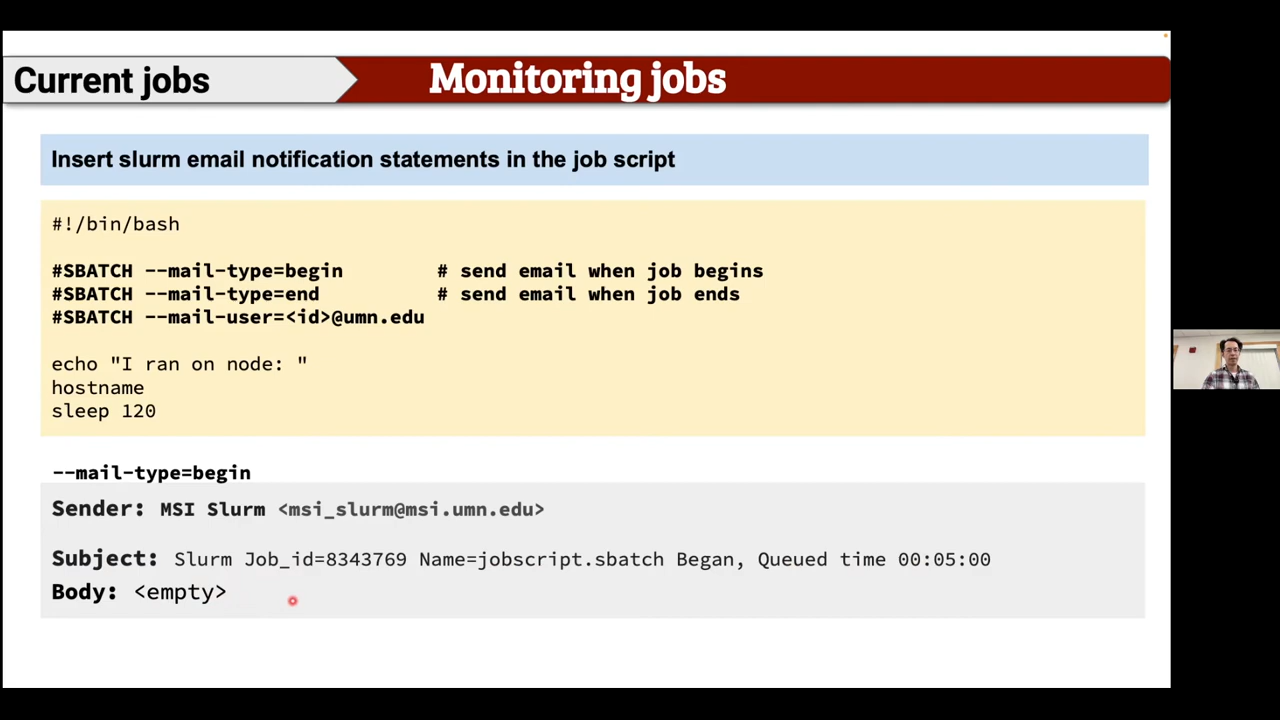 Current jobs
Monitoring jobs
Insert slurm email notification statements in the job script
#!/bin/bash
#SBATCH --mail-type=begin # send email when job begins
#SBATCH --mail-type=end # send email when job ends
#SBATCH --mail-user=<id>@umn.edu
echo "I ran on node: "
hostname
sleep 120
--mail-type=begin
Sender: MSI Slurm <msi_slurm@msi.umn.edu>
Subject: Slurm Job_id=8343769 Name=jobscript.sbatch Began, Queued time 00:05:00
Body: <empty>